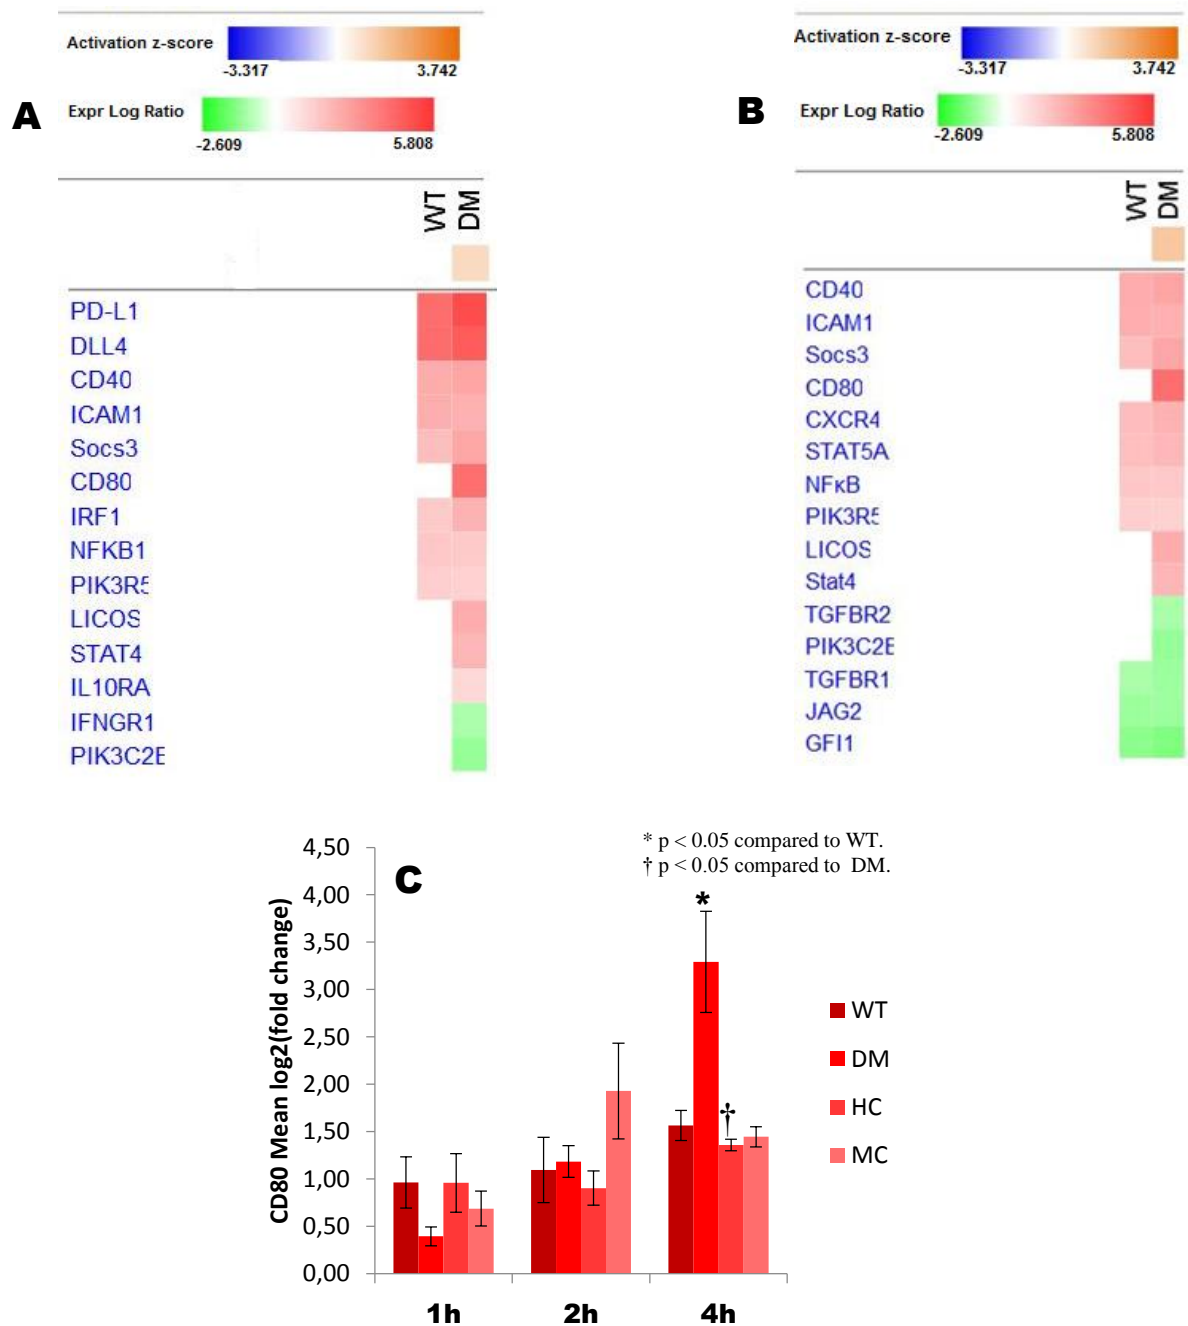 Activation z-score
-3.317 3.742
A
Expr Log Ratio
-2.609 5.808
WT DM
PD-L1
DLL4
CD40
ICAM1
Socs3
CD80
IRF1
NFKB1
PIK3R5
LICOS
STAT4
IL10RA
IFNGR1
PIK3C2E
Activation z-score
-3.317 3.742
B
Expr Log Ratio
-2.609 5.808
WT DM
CD40
ICAM1
Socs3
CD80
CXCR4
STAT5A
NFκB
PIK3R5
LICOS
Stat4
TGFBR2
PIK3C2E
TGFBR1
JAG2
GFI1
* p < 0.05 compared to WT.
† p < 0.05 compared to DM.
C
CD80 Mean log2(fold change)
4,50
4,00
3,50
3,00
2,50
2,00
1,50
1,00
0,50
0,00
*
†
1h 2h 4h
WT
DM
HC
MC